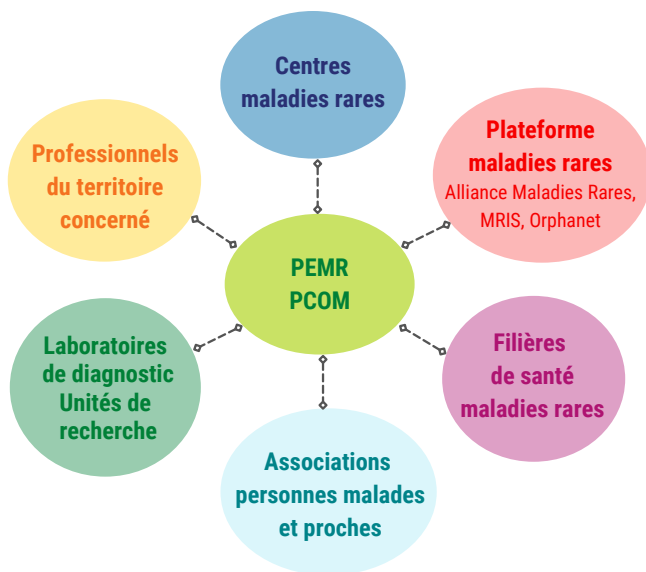 Centres
maladies rares
Professionnels
du territoire
concerné
Plateforme
maladies rares
Alliance Maladies Rares,
MRIS, Orphanet
PEMR
PCOM
Laboratoires
de diagnostic
Unités de
recherche
Filières
de santé
maladies rares
Associations
personnes malades
et proches